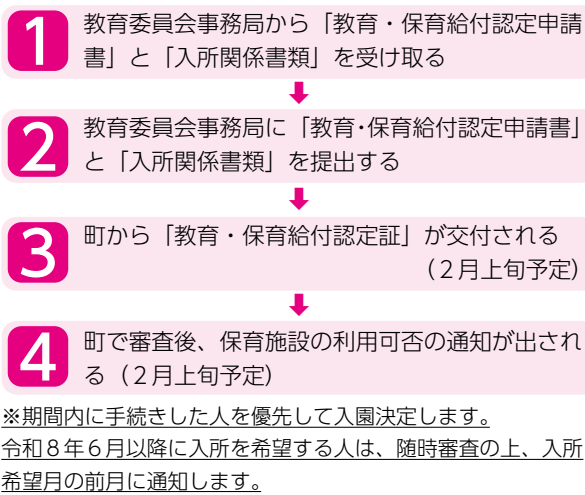 1 教育委員会事務局から「教育・保育給付認定申請
書」と「入所関係書類」を受け取る
2 教育委員会事務局に「教育・保育給付認定申請書」
と「入所関係書類」を提出する
3 町から「教育・保育給付認定証」が交付される
（２月上旬予定）
4 町で審査後、保育施設の利用可否の通知が出され
る（２月上旬予定）
※期間内に手続きした人を優先して入園決定します。
令和８年６月以降に入所を希望する人は、随時審査の上、入所
希望月の前月に通知します。